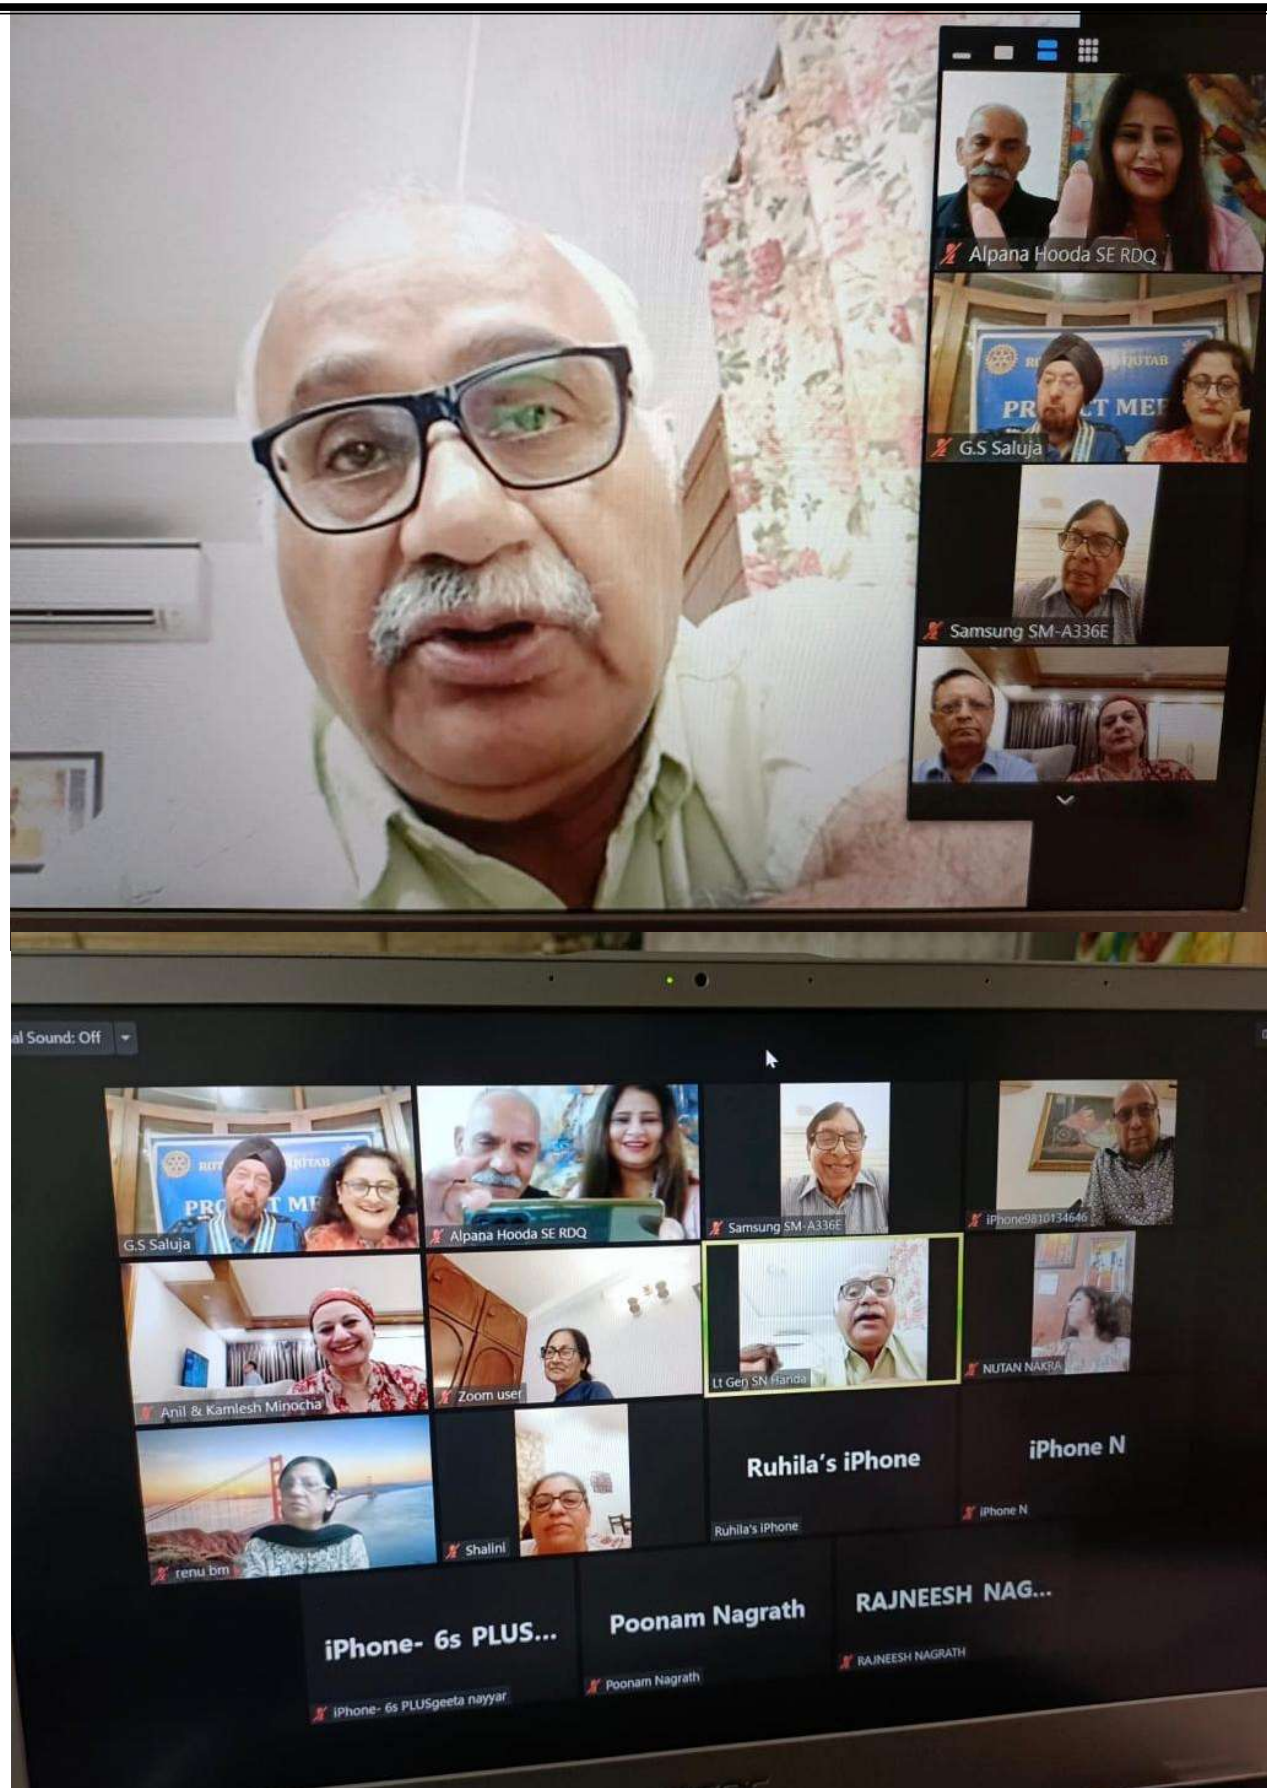 Alpana Hooda SE RDQ
QUTAB
G.S Saluja
Samsung SM-A336E
al Sound: Off
G.S Saluja
Alpana Hooda SE RDQ
Samsung SM-A336E
iPhone9810134646
Anil & Kamlesh Minocha
Zoom user
Lt Gen SN Handa
NUTAN NAKRA
renu bm
Shalini
Ruhila's iPhone
Ruhila's iPhone
iPhone N
iPhone N
iPhone- 6s PLUS...
iPhone- 6s PLUSgeeta nayyar
Poonam Nagrath
Poonam Nagrath
RAJNEESH NAG...
RAJNEESH NAGRATH